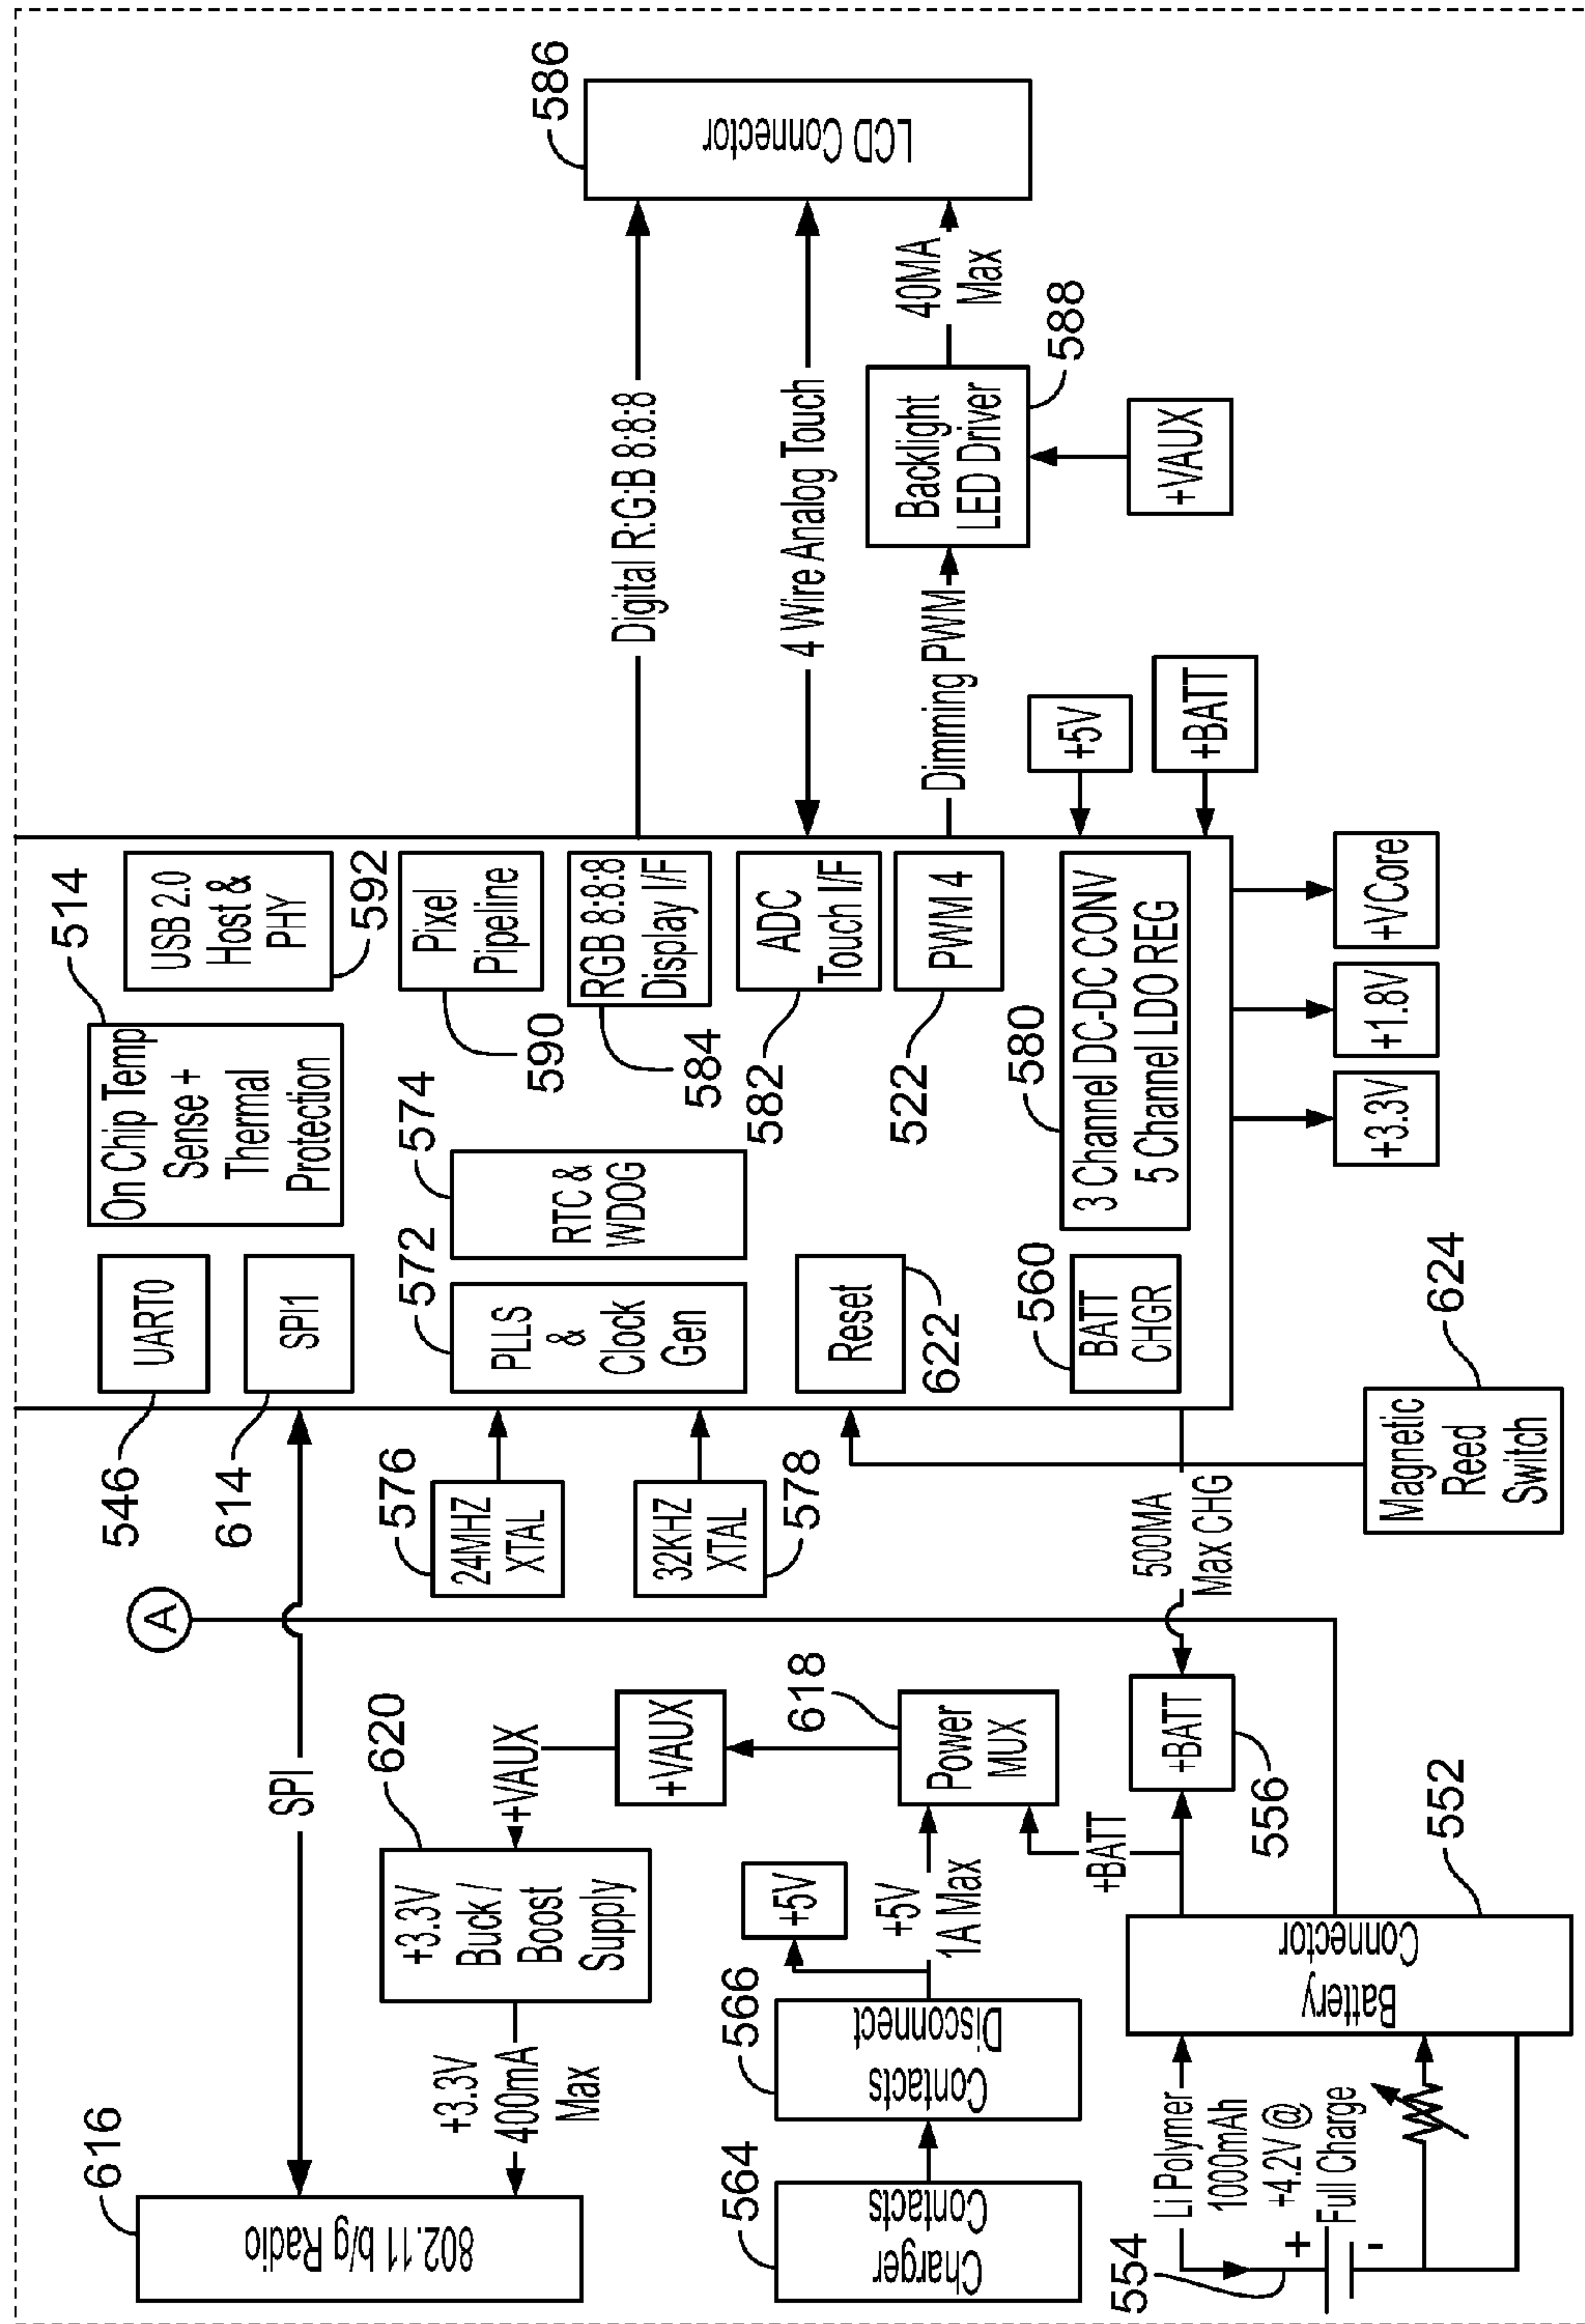 616
802.11 b/g Radio
SPI
+3.3V
400mA
Max
620
+3.3V
Buck /
Boost
Supply
+VAUX
+VAUX
618
Power
MUX
564
Charger
Contacts
566
Contacts
Disconnect
+5V
+5V
1A Max
+BATT
+BATT
556
552
Battery
Connector
554
Li Polymer
1000mAh
+4.2V @
Full Charge
+
-
A
546
UART0
614
SPI1
514
On Chip Temp
Sense +
Thermal
Protection
USB 2.0
Host &
PHY
592
576
24MHZ
XTAL
32KHZ
XTAL
578
572
PLLS
&
Clock
Gen
574
RTC &
WDOG
590
Pixel
Pipeline
584
RGB 8:8:8
Display I/F
582
ADC
Touch I/F
522
PWM 4
Reset
622
560
BATT
CHGR
580
3 Channel DC-DC CONV
5 Channel LDO REG
500MA
Max CHG
624
Magnetic
Reed
Switch
+3.3V
+1.8V
+VCore
+5V
+BATT
Digital R:G:B 8:8:8
4 Wire Analog Touch
Dimming PWM
Backlight
LED Driver
588
+VAUX
40MA
Max
586
LCD Connector